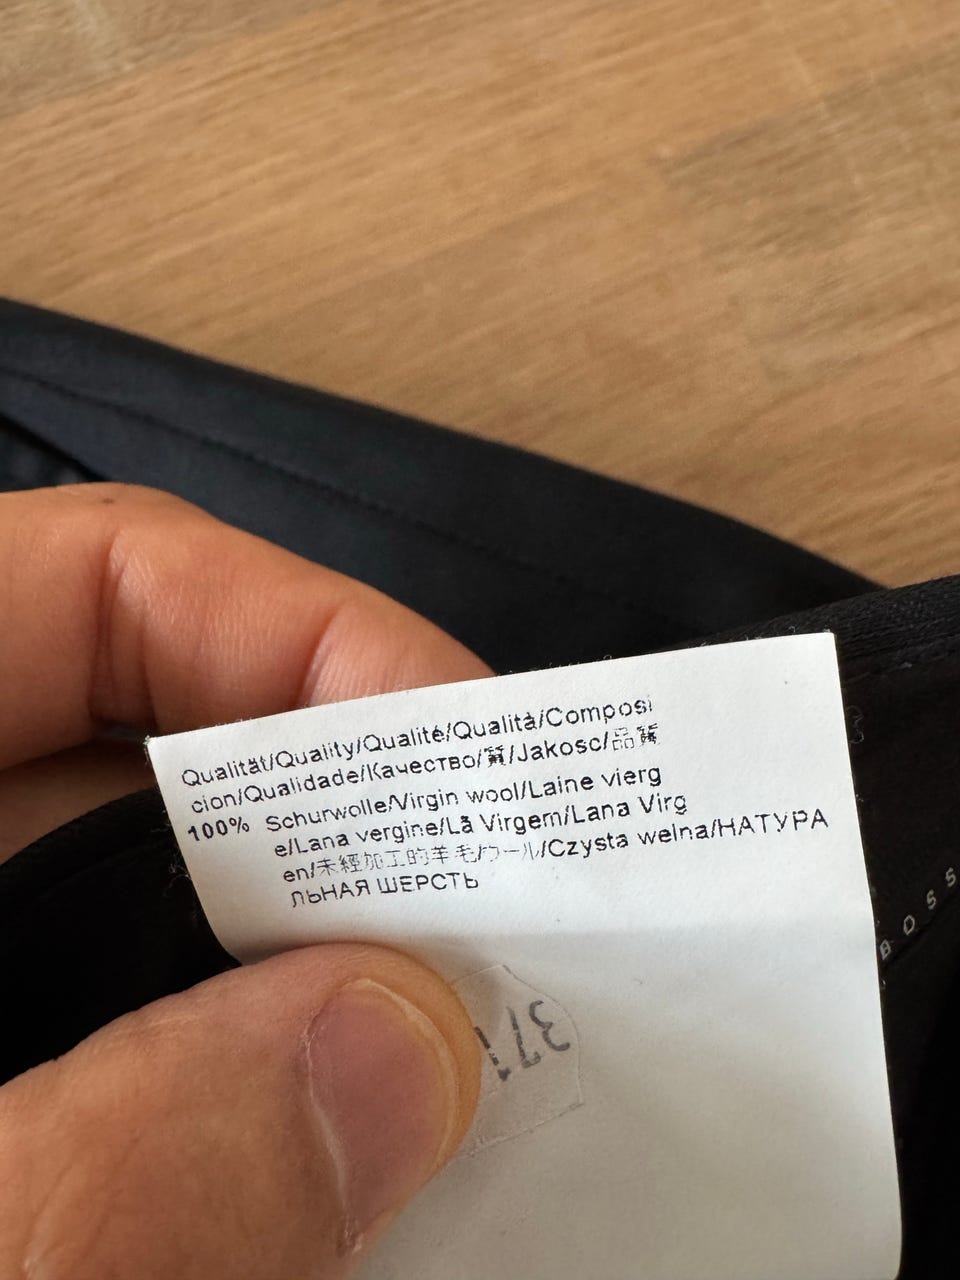 Qualität/Quality/Qualité/Qualità/Composi
cion/Qualidade/Качество/質/Jakosc/品質
100% Schurwolle/Virgin wool/Laine vierg
e/Lana vergine/Lã Virgem/Lana Virg
en/未經加工的羊毛/ウール/Czysta welna/НАТУРА
ЛЬНАЯ ШЕРСТЬ
BOSS
371